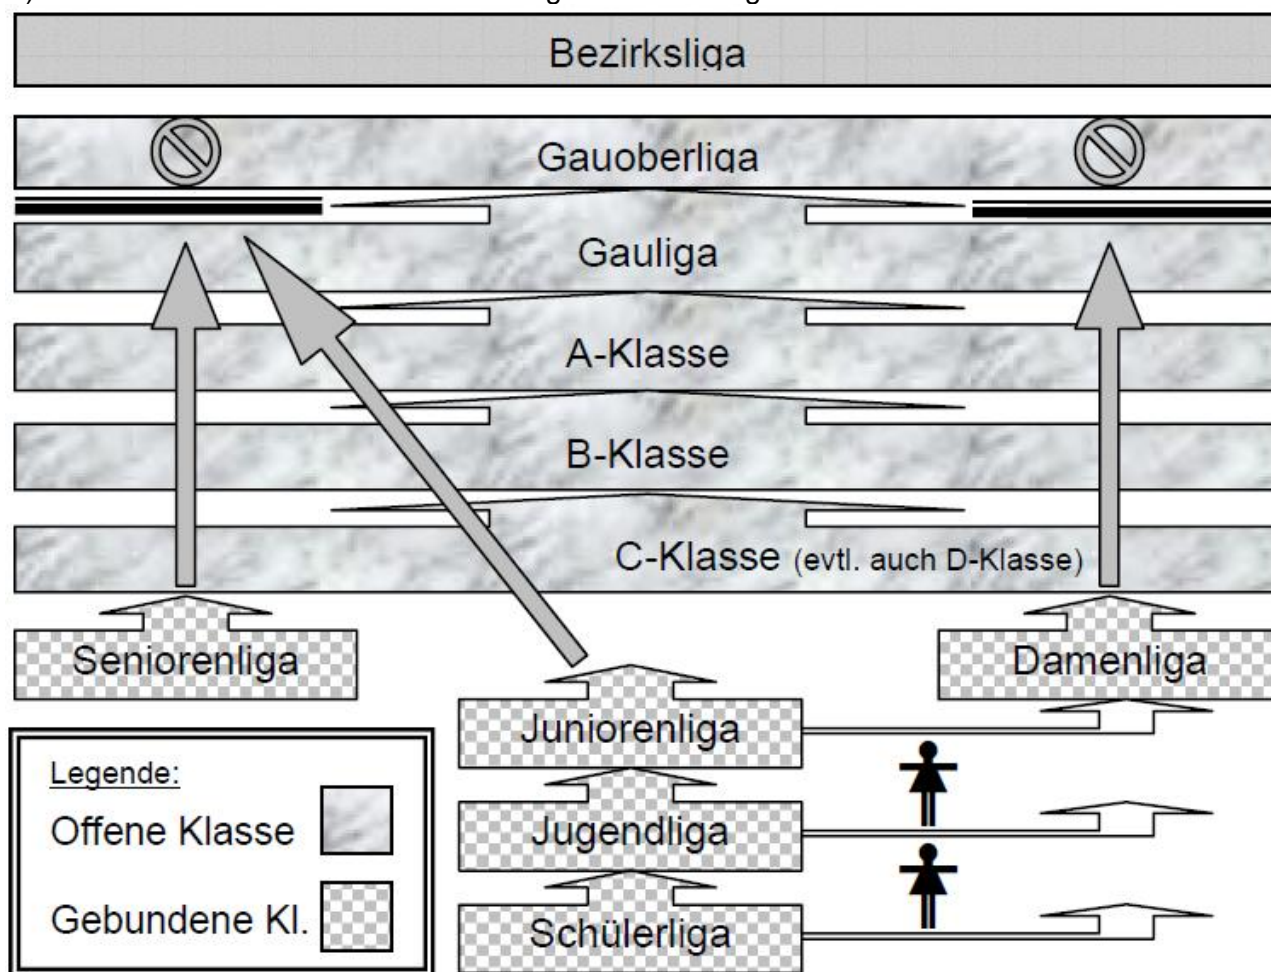 Bezirksliga
Gauoberliga
Gauliga
A-Klasse
B-Klasse
C-Klasse (evtl. auch D-Klasse)
Seniorenliga
Damenliga
Juniorenliga
Jugendliga
Schülerliga
Legende:
Offene Klasse
Gebundene Kl.